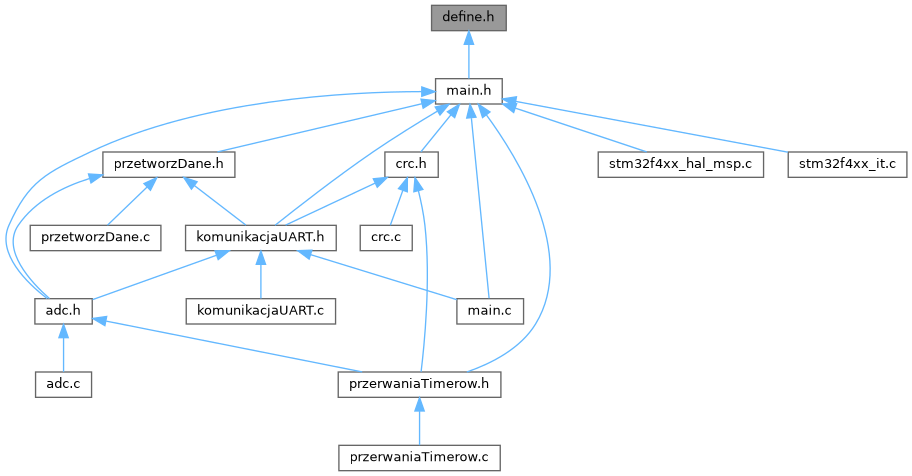 define.h
main.h
przetworzDane.h
crc.h
stm32f4xx_hal_msp.c
stm32f4xx_it.c
przetworzDane.c
komunikacjaUART.h
crc.c
adc.h
komunikacjaUART.c
main.c
adc.c
przerwaniaTimerow.h
przerwaniaTimerow.c